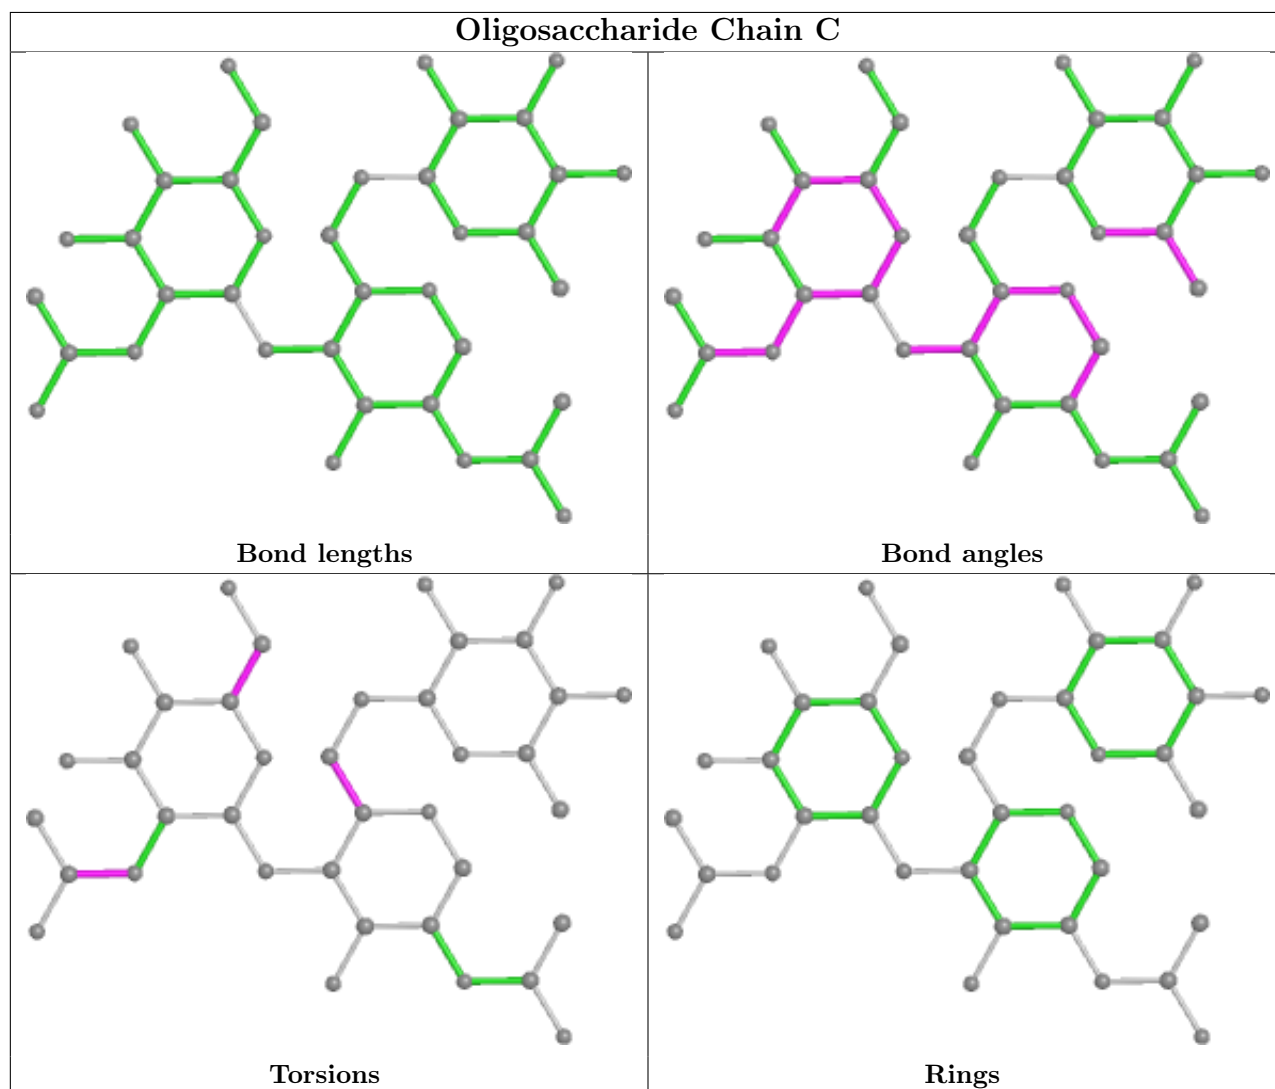 Oligosaccharide Chain C
Bond lengths
Bond angles
Torsions
Rings